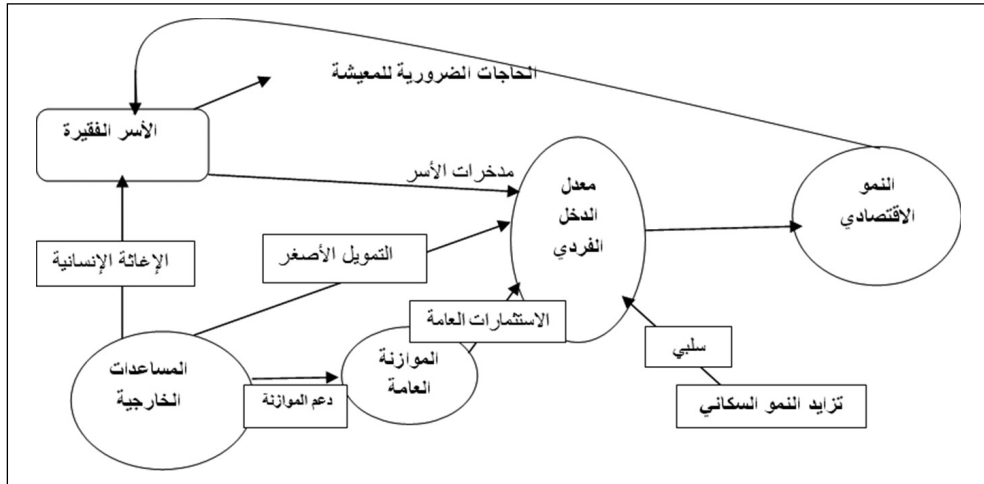 الحاجات الضرورية للمعيشة
الأسر الفقيرة
مدخرات الأسر
معدل
الدخل
الفردي
النمو
الاقتصادي
الإغاثة الإنسانية
التمويل الأصغر
الاستثمارات العامة
سلبي
الموازنة
العامة
المساعدات
الخارجية
دعم الموازنة
تزايد النمو السكاني